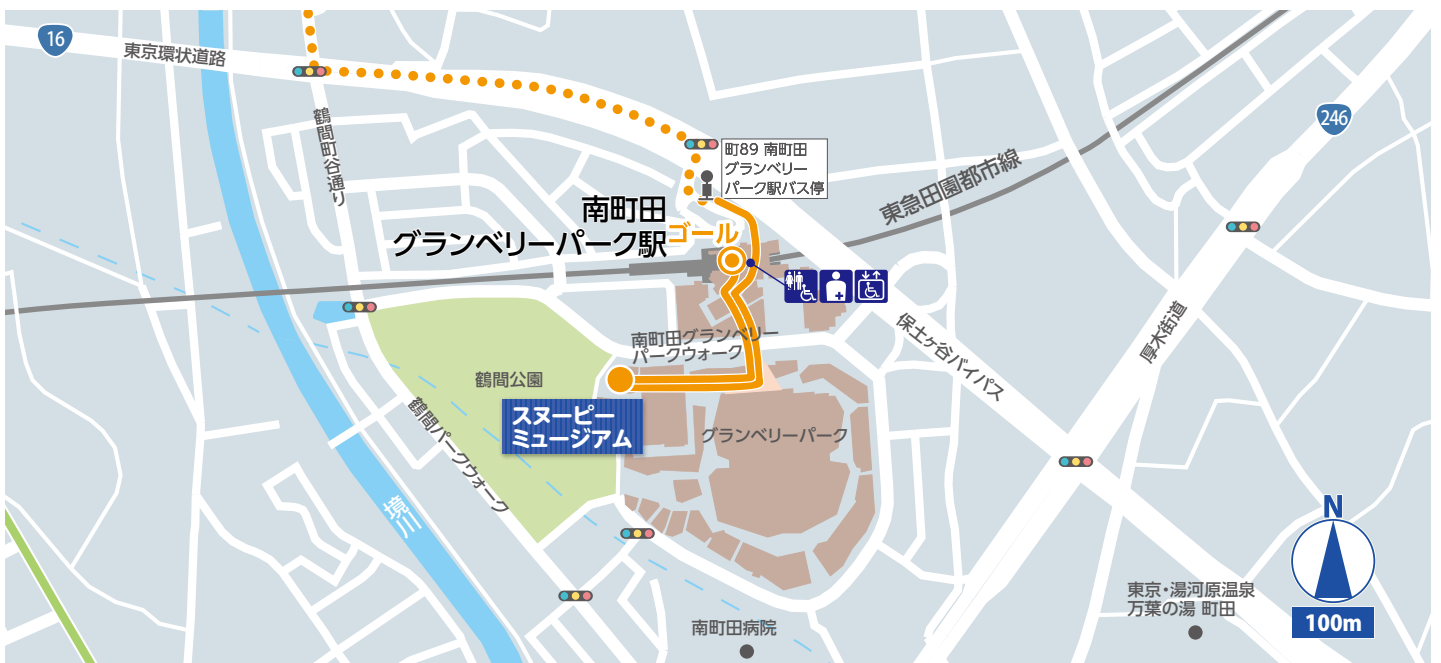 16
東京環状道路
鶴間町谷通り
町89 南町田
グランベリー
パーク駅バス停
246
東急田園都市線
南町田
グランベリーパーク駅
ゴール
南町田グランベリー
パークウォーク
保土ヶ谷バイパス
厚木街道
鶴間公園
スヌーピー
ミュージアム
鶴間パークウォーク
グランベリーパーク
境川
N
100m
東京・湯河原温泉
万葉の湯 町田
南町田病院